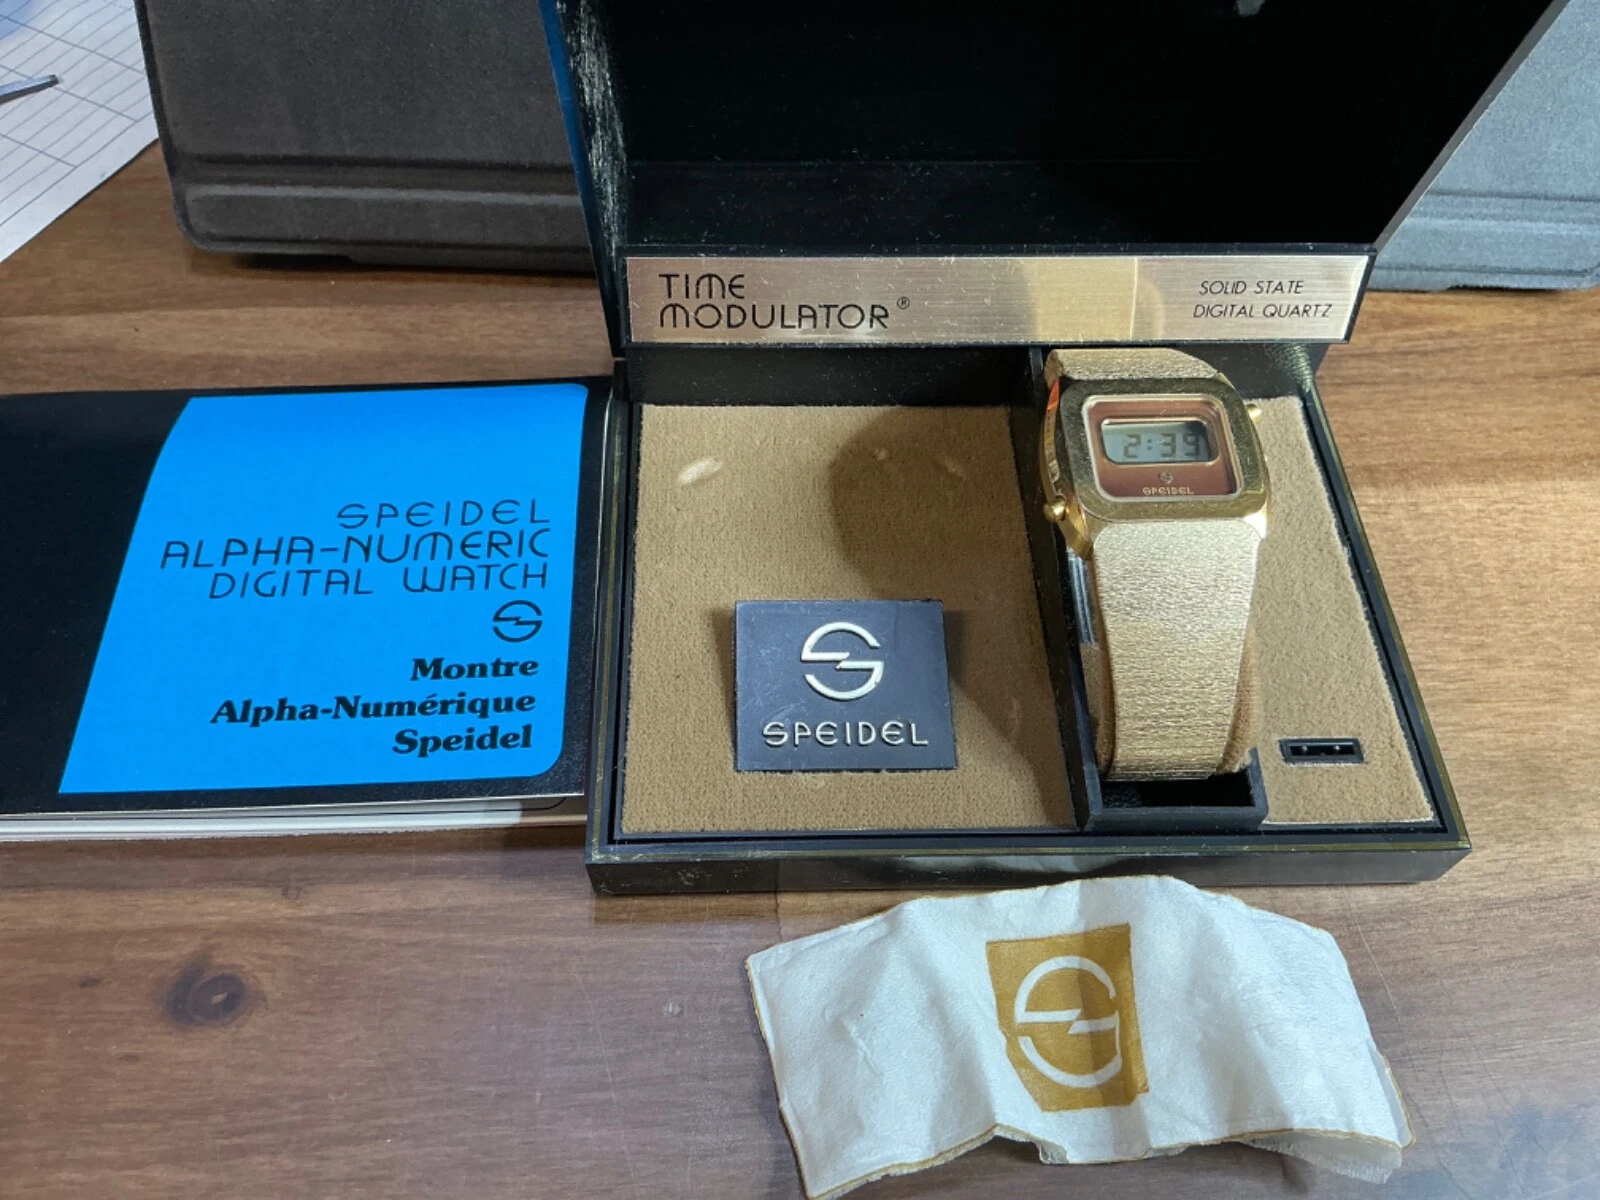 TIME
MODULATOR®
SOLID STATE
DIGITAL QUARTZ
2:39
SPEIDEL
SPEIDEL
ALPHA-NUMERIC
DIGITAL WATCH
Montre
Alpha-Numérique
Speidel
SPEIDEL